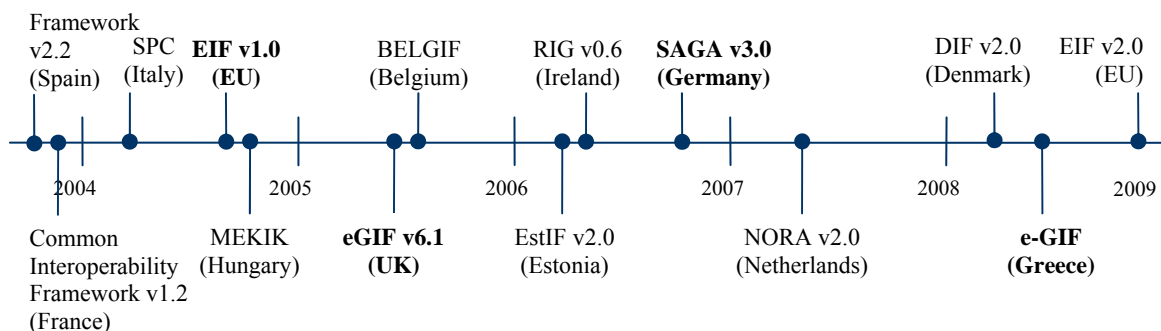 Framework
v2.2
(Spain)
SPC
(Italy)
EIF v1.0
(EU)
BELGIF
(Belgium)
RIG v0.6
(Ireland)
SAGA v3.0
(Germany)
DIF v2.0
(Denmark)
EIF v2.0
(EU)
2004
2005
2006
2007
2008
2009
Common
Interoperability
Framework v1.2
(France)
MEKIK
(Hungary)
eGIF v6.1
(UK)
EstIF v2.0
(Estonia)
NORA v2.0
(Netherlands)
e-GIF
(Greece)